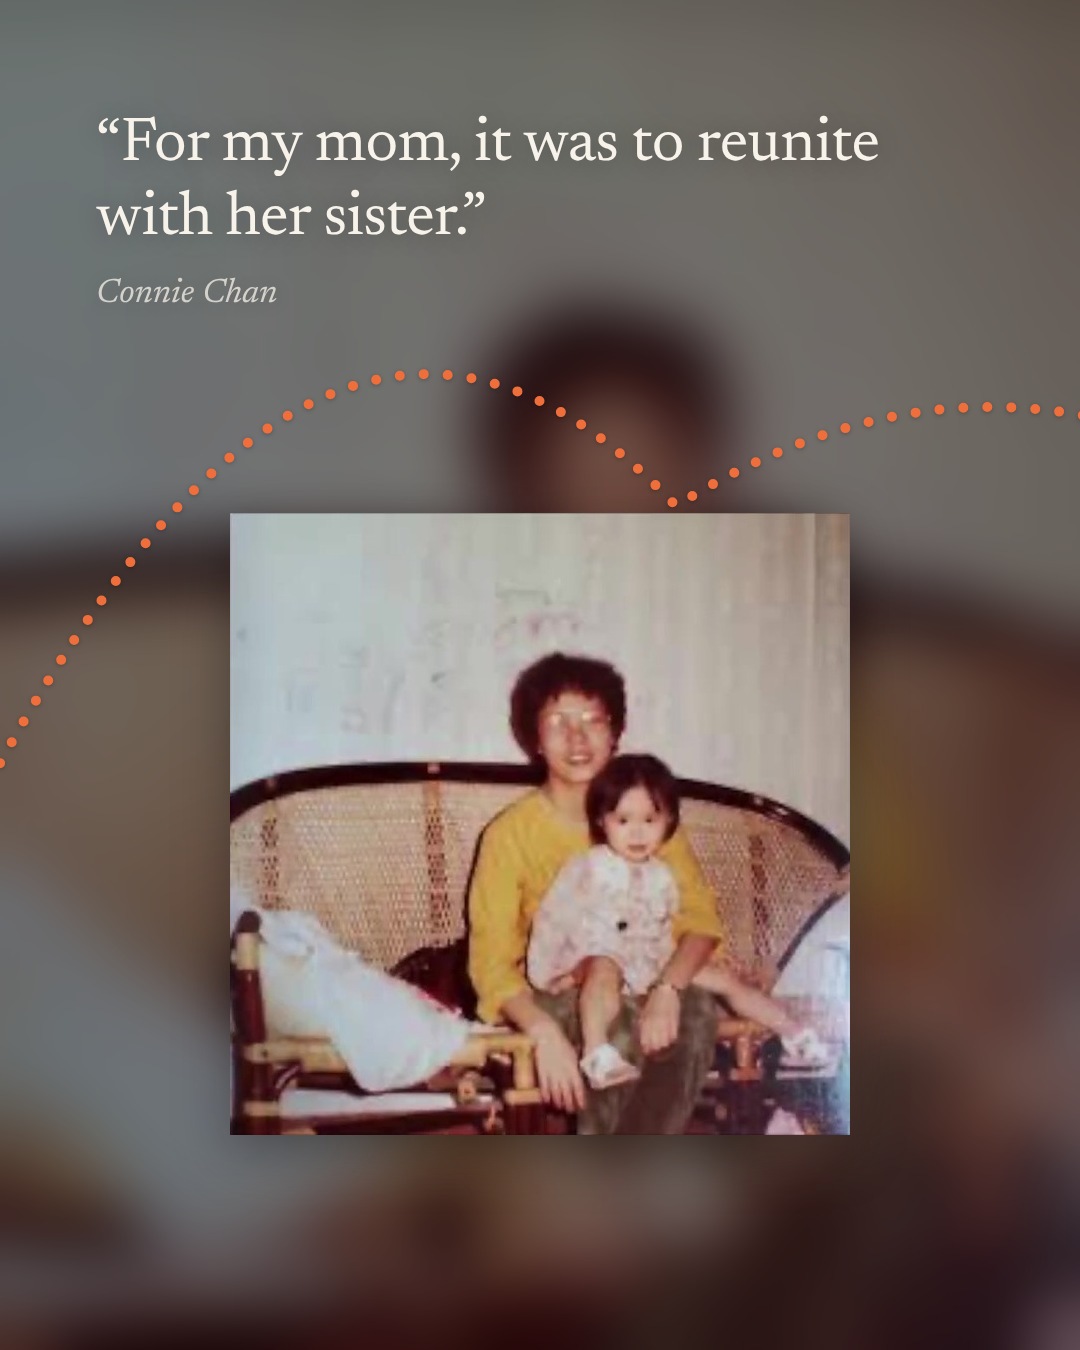 “For my mom, it was to reunite
with her sister.”
Connie Chan